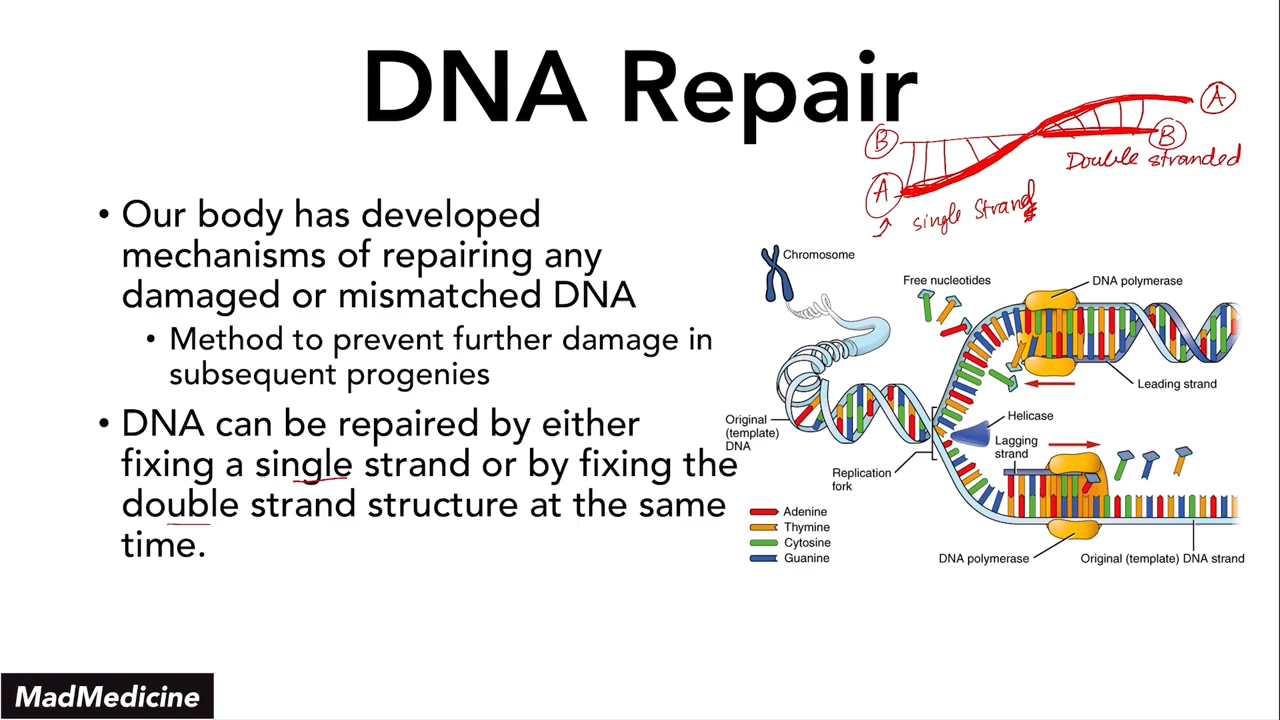 DNA Repair
B
A
single strand
A
B
Double stranded
• Our body has developed
mechanisms of repairing any
damaged or mismatched DNA
• Method to prevent further damage in
subsequent progenies
• DNA can be repaired by either
fixing a single strand or by fixing the
double strand structure at the same
time.
Chromosome
Free nucleotides
DNA polymerase
Leading strand
Original
(template)
DNA
Helicase
Lagging
strand
Replication
fork
Adenine
Thymine
Cytosine
Guanine
DNA polymerase
Original (template) DNA strand
MadMedicine